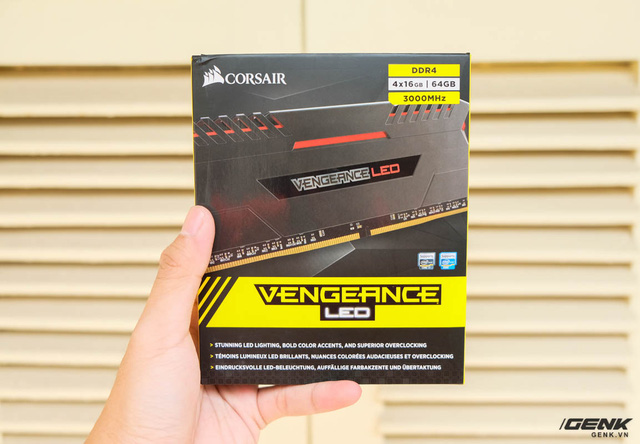 CORSAIR
DDR4
4x16GB | 64GB
3000MHz
VENGEANCE LED
VENGEANCE
LED
> STUNNING LED LIGHTING, BOLD COLOR ACCENTS, AND SUPERIOR OVERCLOCKING
> TÉMOINS LUMINEUX LED BRILLANTS, NUANCES COLORÉES AUDACIEUSES ET OVERCLOCKING
> EINDRUCKSVOLLE LED-BELEUCHTUNG, AUFFÄLLIGE FARBAKZENTE UND ÜBERTAKTUNG
/GENK
GENK.VN